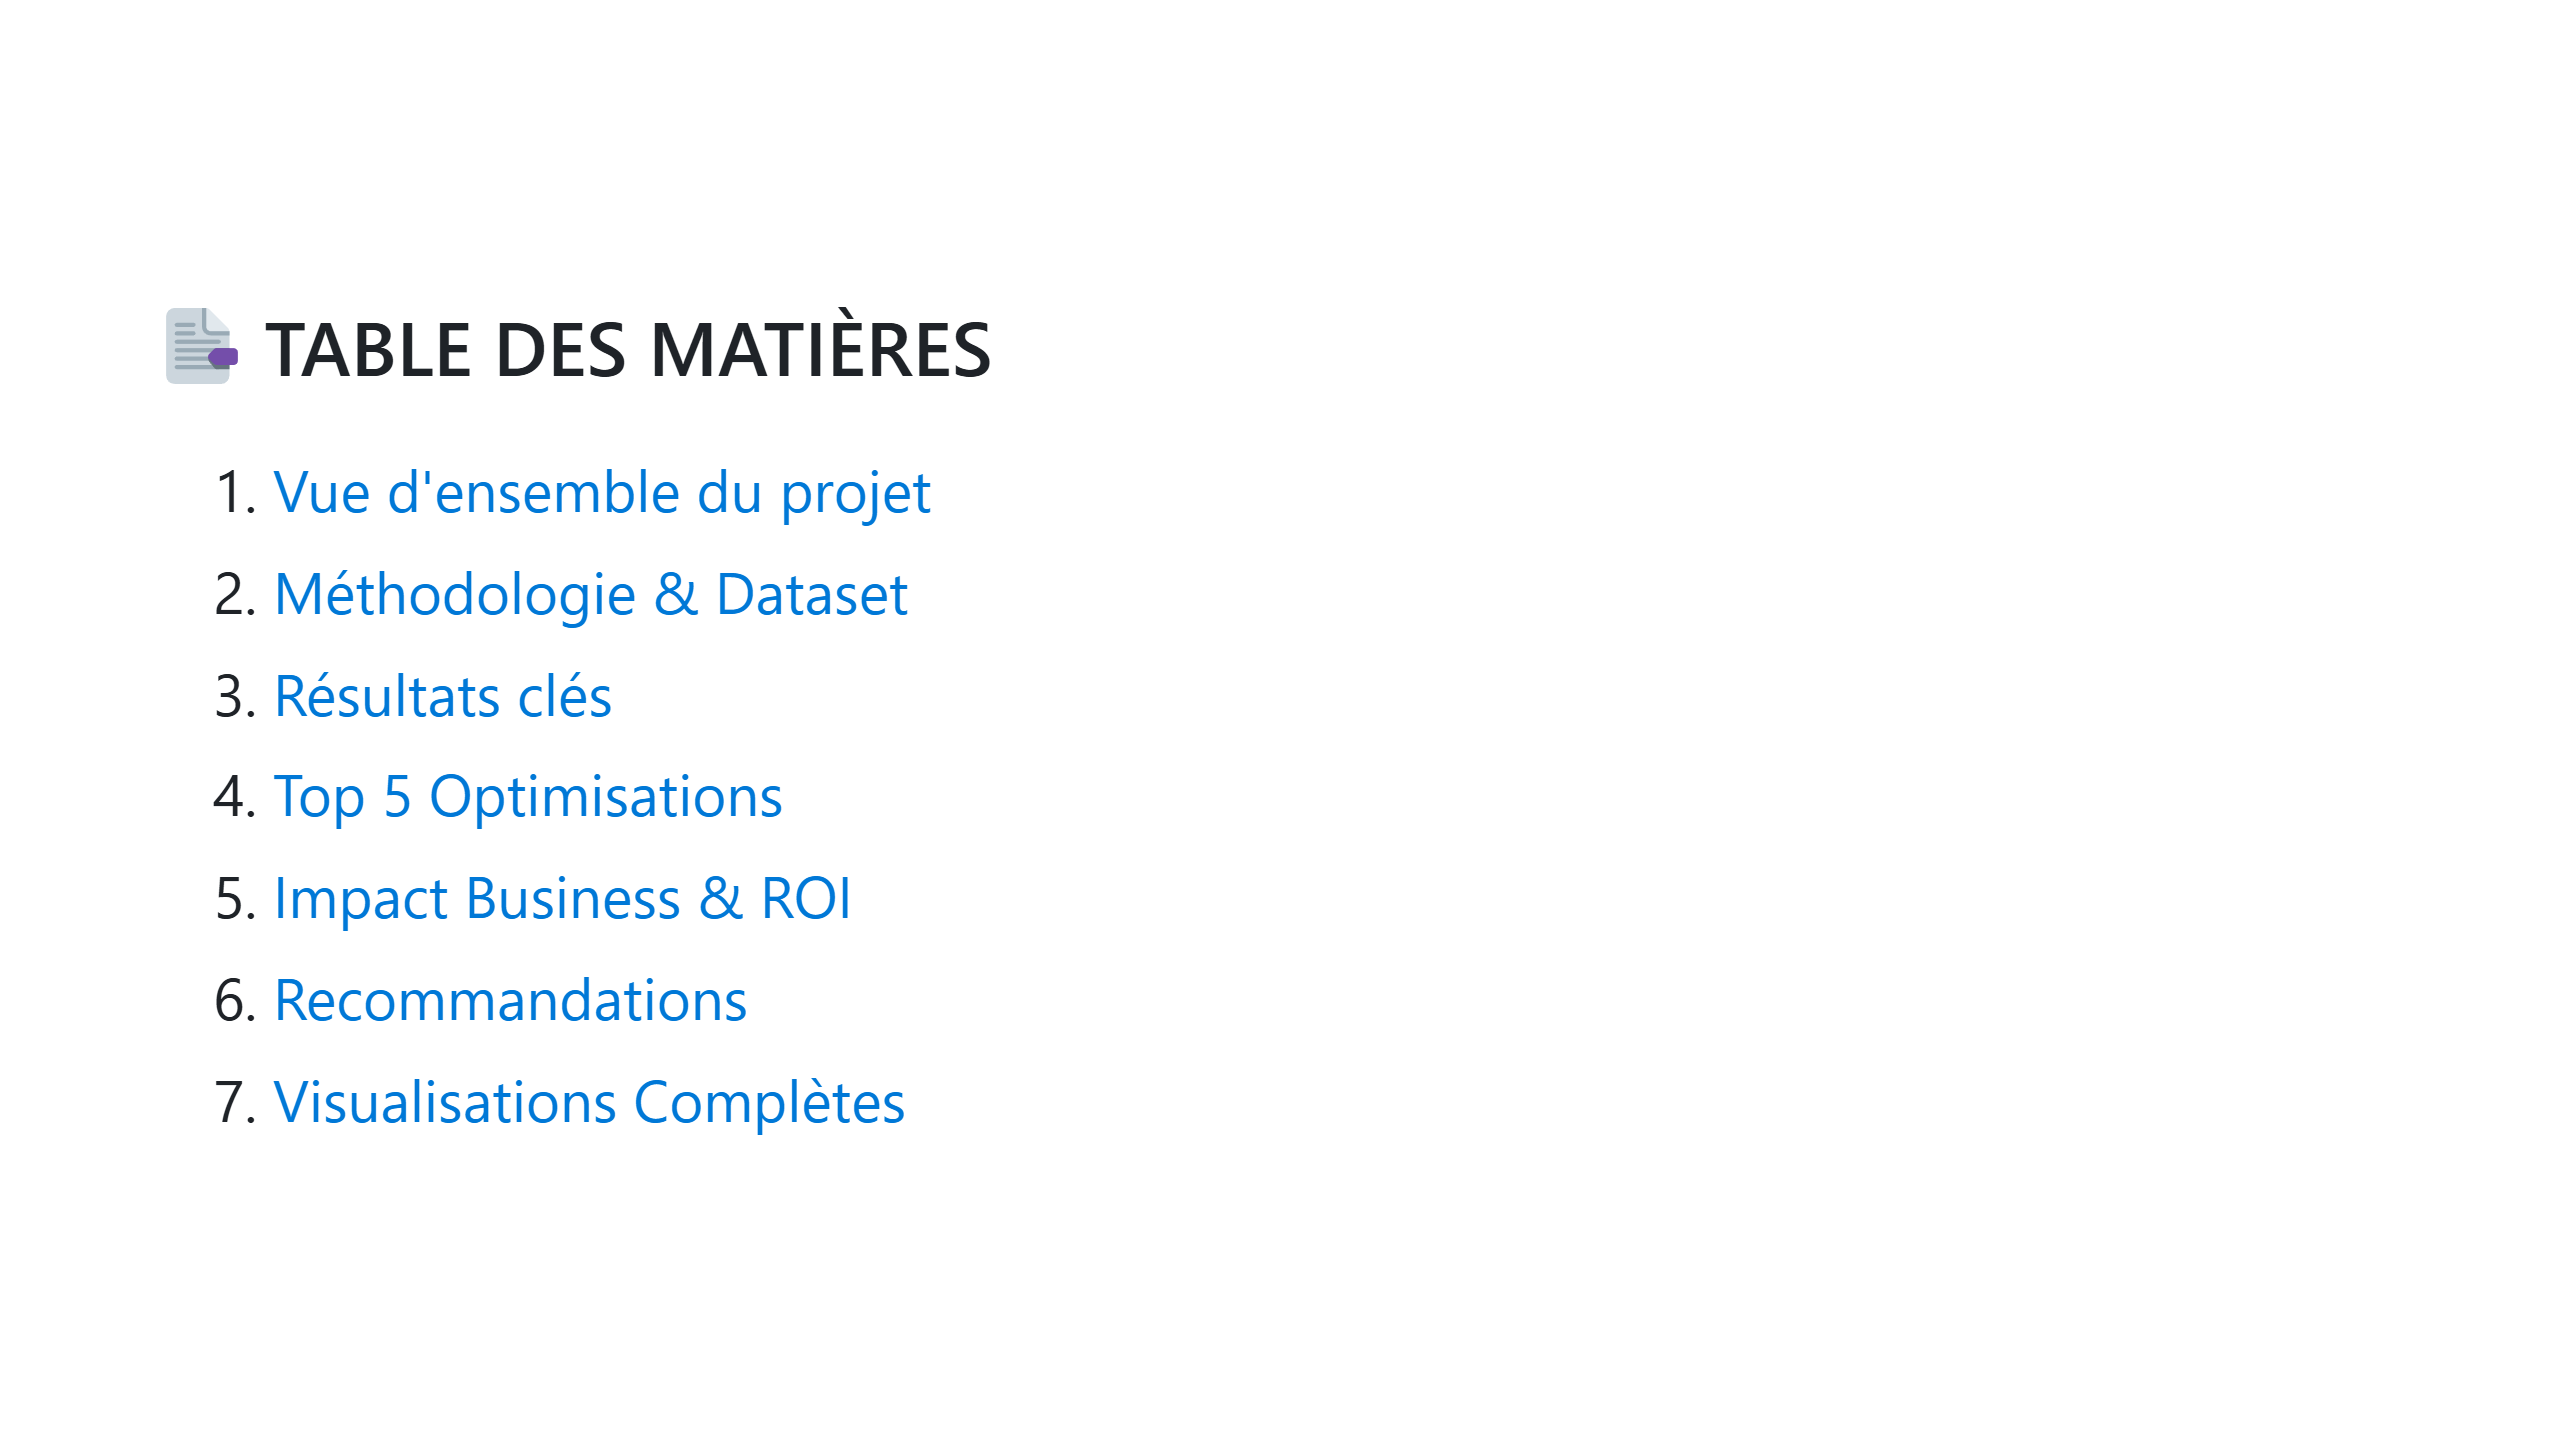 TABLE DES MATIÈRES
1. Vue d'ensemble du projet
2. Méthodologie & Dataset
3. Résultats clés
4. Top 5 Optimisations
5. Impact Business & ROI
6. Recommandations
7. Visualisations Complètes